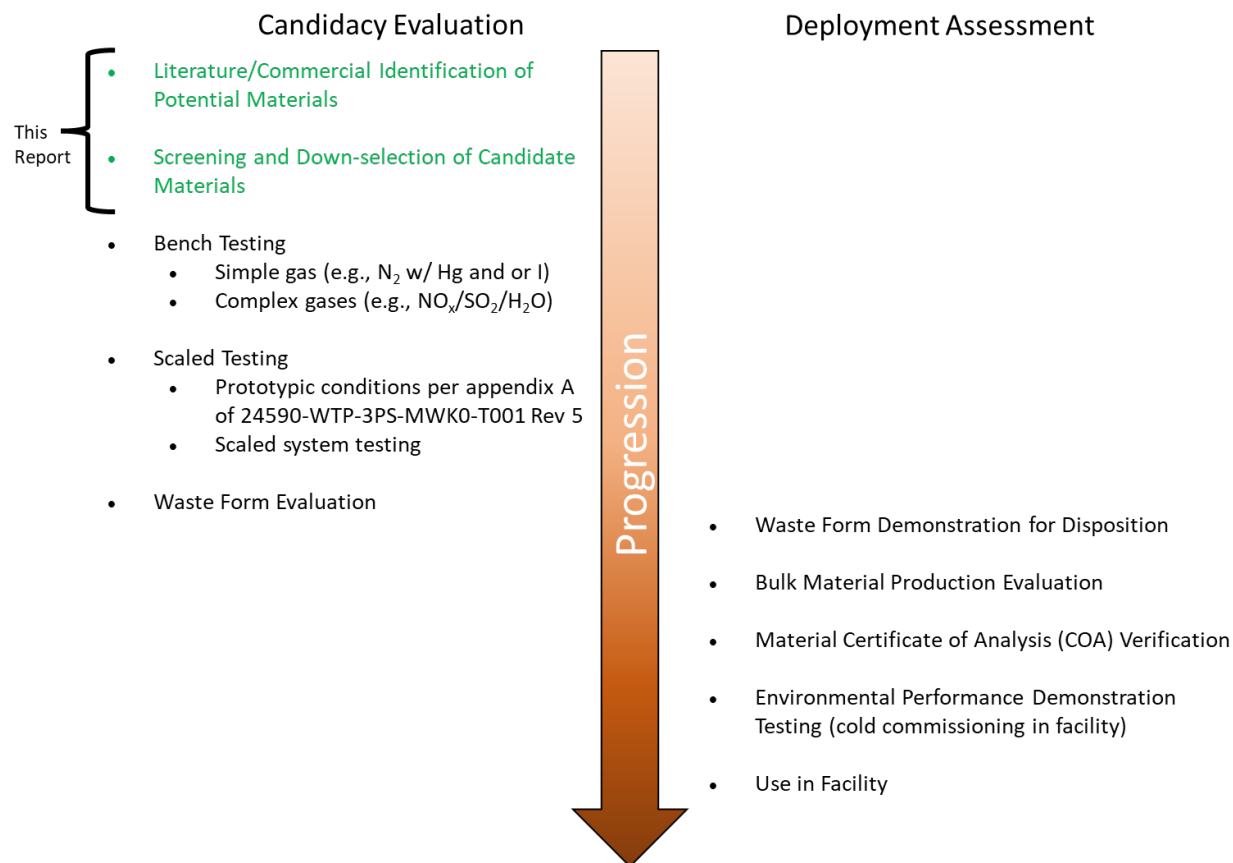 Candidacy Evaluation
Deployment Assessment
This
Report
• Literature/Commercial Identification of
Potential Materials
• Screening and Down-selection of Candidate
Materials
• Bench Testing
• Simple gas (e.g., N₂ w/ Hg and or I)
• Complex gases (e.g., NOₓ/SO₂/H₂O)
• Scaled Testing
• Prototypic conditions per appendix A
of 24590-WTP-3PS-MWK0-T001 Rev 5
• Scaled system testing
• Waste Form Evaluation
Progression
• Waste Form Demonstration for Disposition
• Bulk Material Production Evaluation
• Material Certificate of Analysis (COA) Verification
• Environmental Performance Demonstration
Testing (cold commissioning in facility)
• Use in Facility